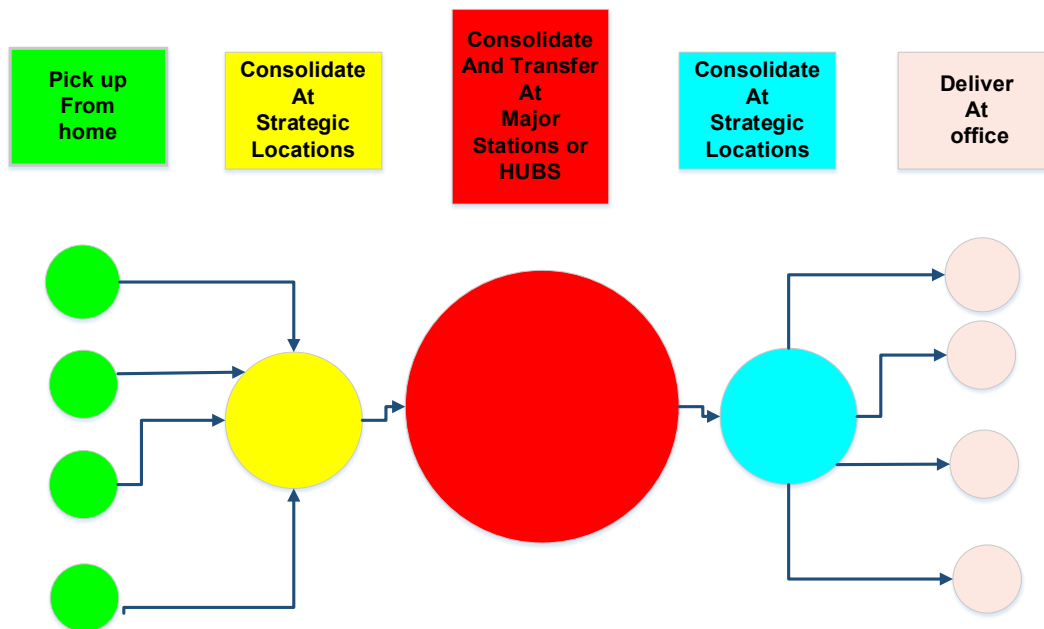 Pick up
From
home
Consolidate
At
Strategic
Locations
Consolidate
And Transfer
At
Major
Stations or
HUBS
Consolidate
At
Strategic
Locations
Deliver
At
office